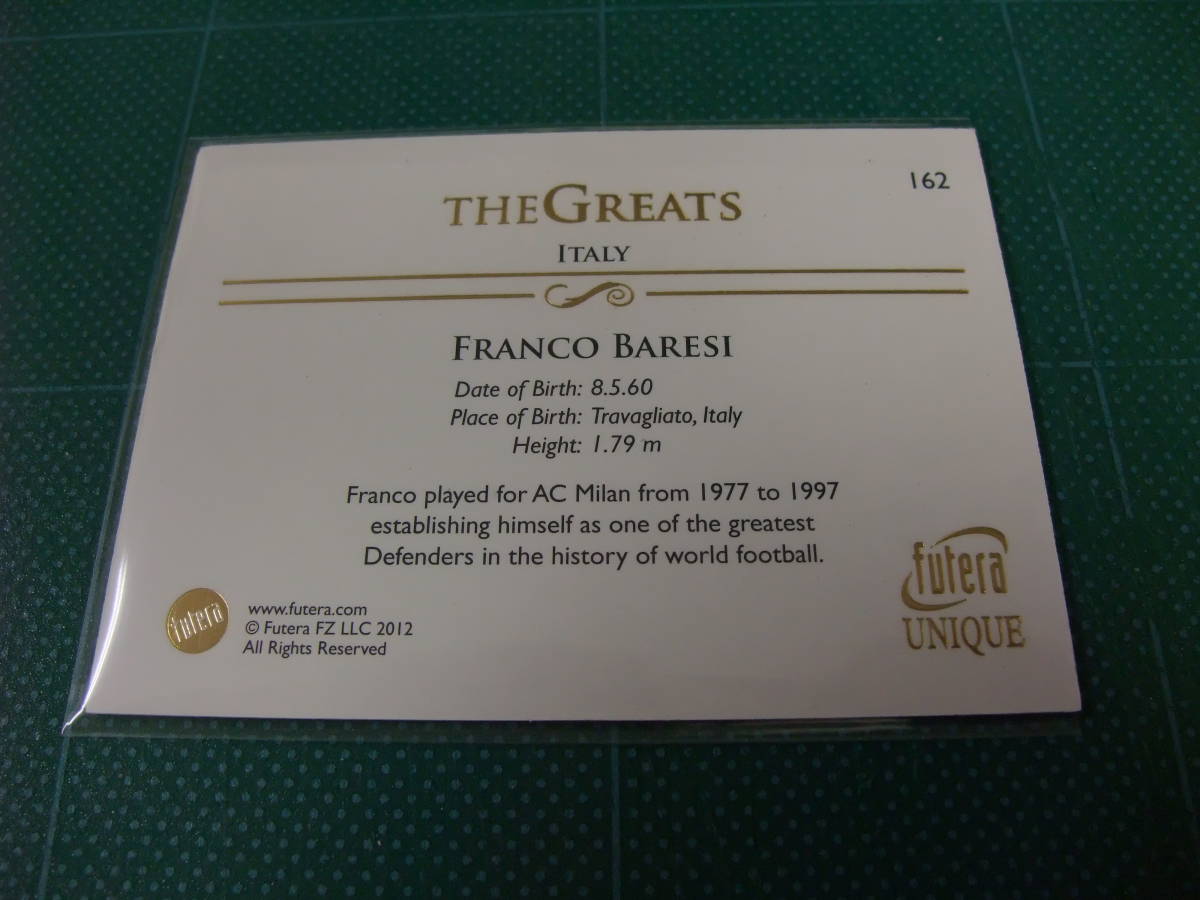 162
THE GREATS
ITALY
FRANCO BARESI
Date of Birth: 8.5.60
Place of Birth: Travagliato, Italy
Height: 1.79 m
Franco played for AC Milan from 1977 to 1997
establishing himself as one of the greatest
Defenders in the history of world football.
futera
www.futera.com
© Futera FZ LLC 2012
All Rights Reserved
futera
UNIQUE